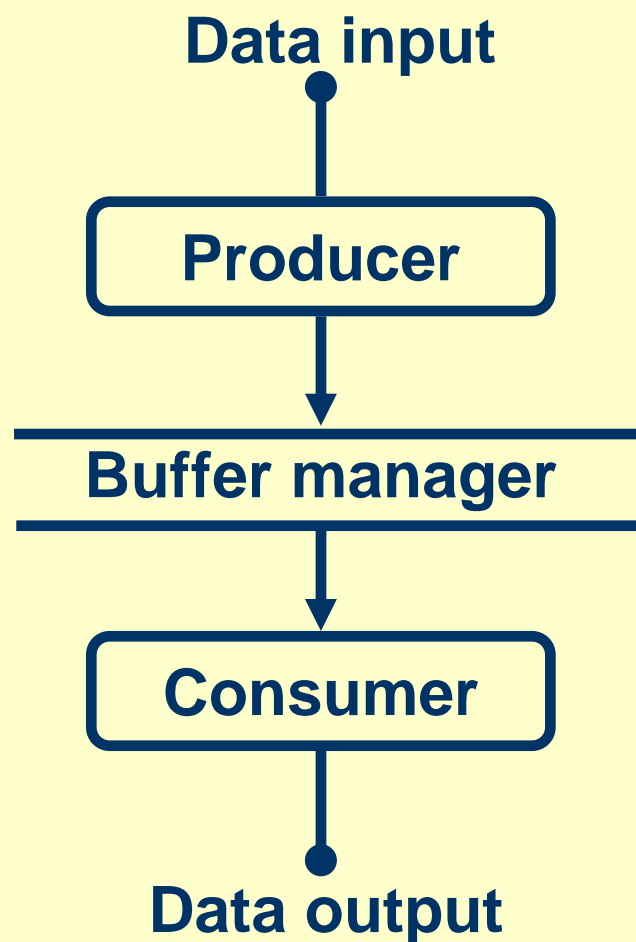 Data input
Producer
Buffer manager
Consumer
Data output